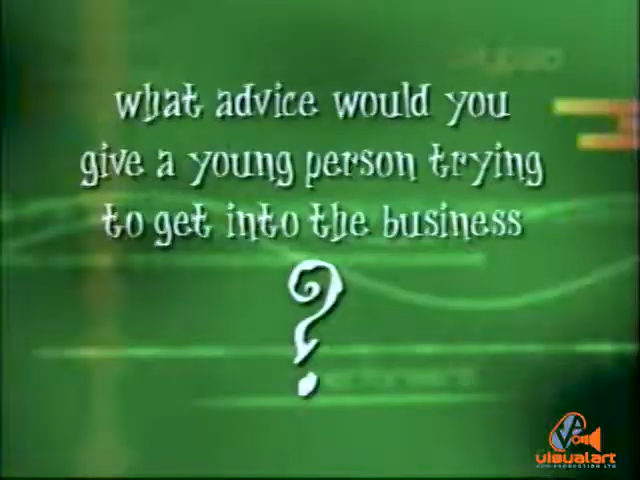 what advice would you
give a young person trying
to get into the business
?
visualart